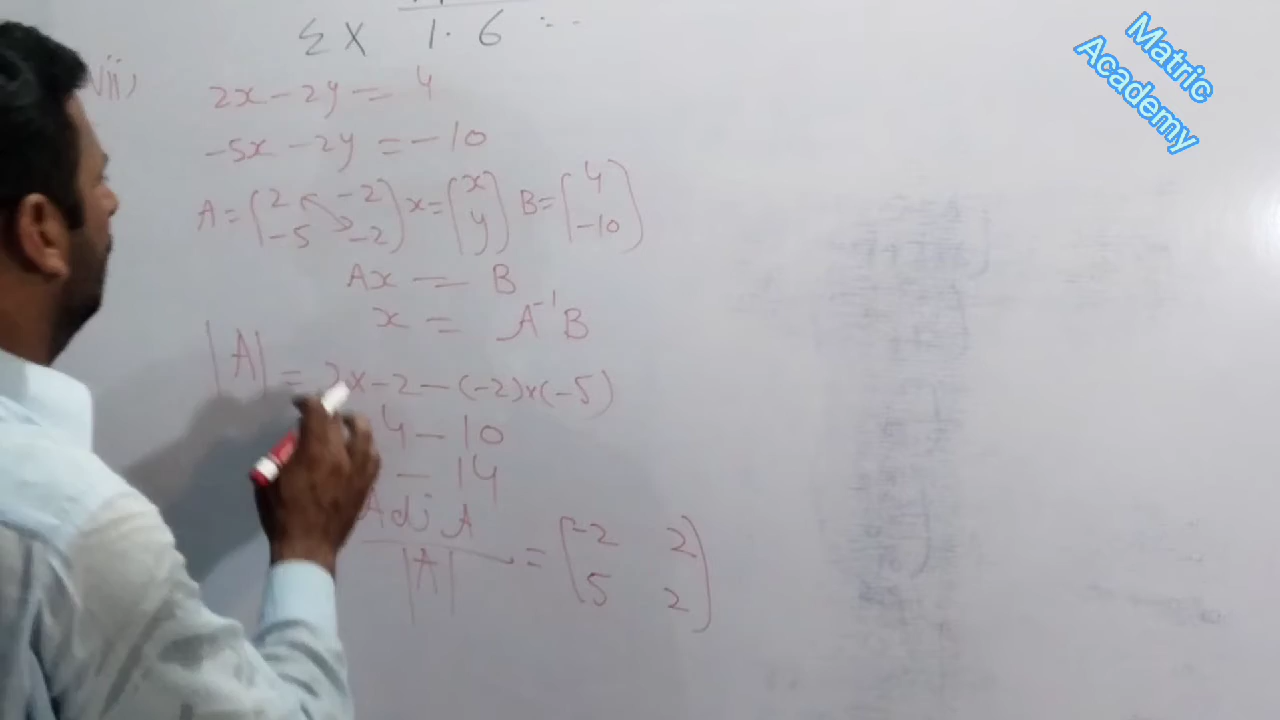 Ex 1.6
vii)
2x - 2y = 4
-5x - 2y = -10
A = (2 -2
-5 -2) x = (x
y) B = (4
-10)
Ax = B
x = A⁻¹B
|A| = 2x-2-(-2)x(-5)
4 - 10
- 14
Adj A
|A| = (-2 2
5 2)
Matric
Academy